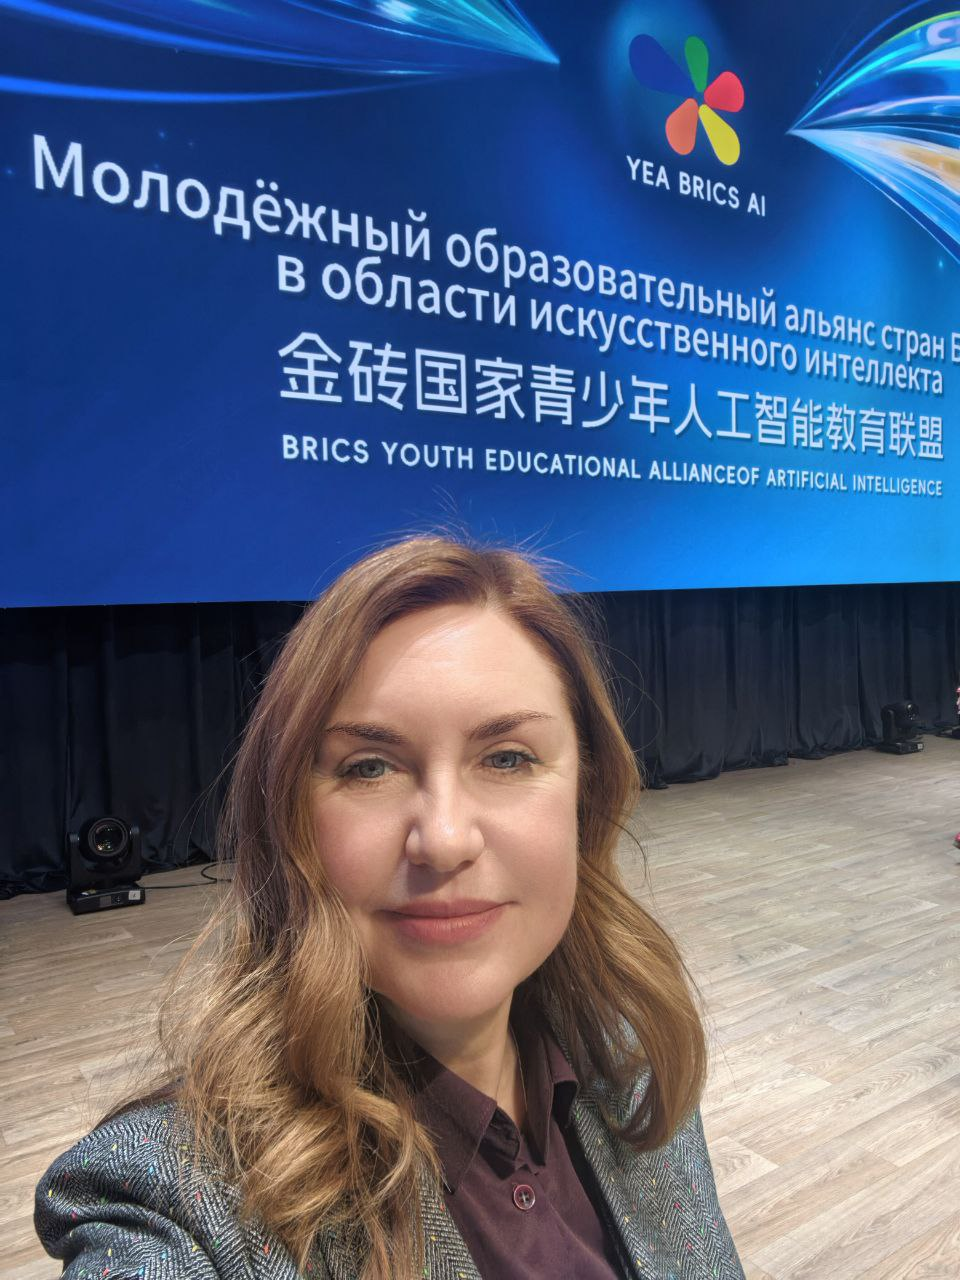 YEA BRICS AI
Молодёжный образовательный альянс стран
в области искусственного интеллекта
金砖国家青少年人工智能教育联盟
BRICS YOUTH EDUCATIONAL ALLIANCEOF ARTIFICIAL INTELLIGENCE